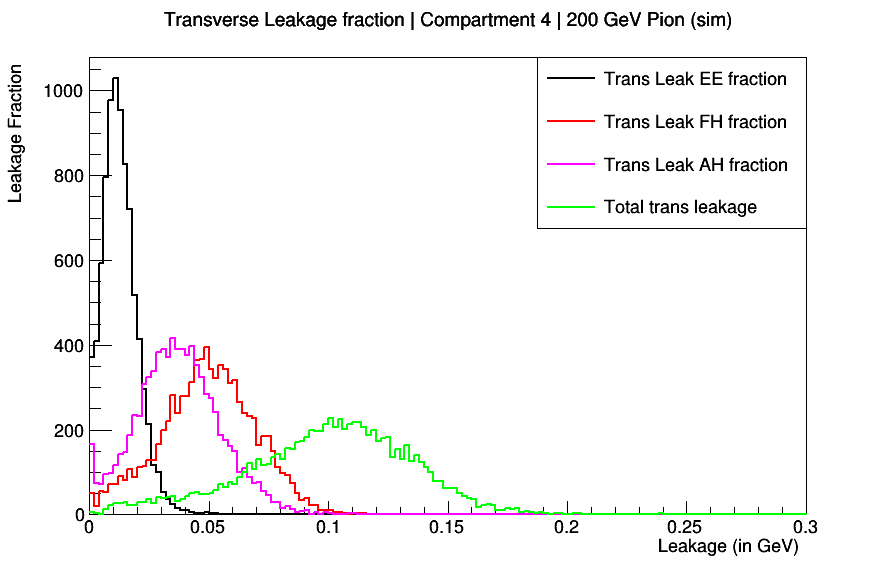 Transverse Leakage fraction | Compartment 4 | 200 GeV Pion (sim)
Leakage Fraction
1000
800
600
400
200
0
Trans Leak EE fraction
Trans Leak FH fraction
Trans Leak AH fraction
Total trans leakage
0 0.05 0.1 0.15 0.2 0.25 0.3
Leakage (in GeV)